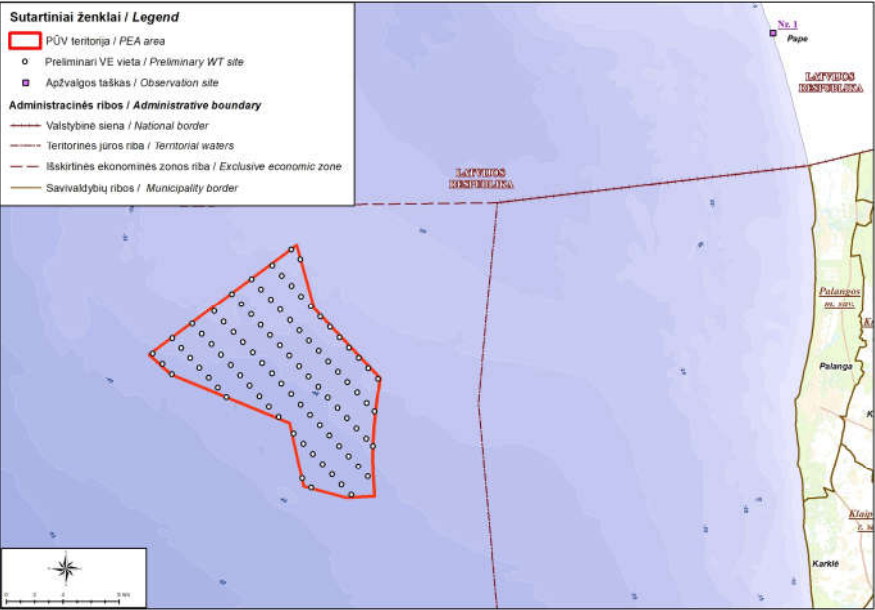 Sutartiniai ženklai / Legend
PŪV teritorija / PEA area
Preliminari VE vieta / Preliminary WT site
Apžvalgos taškas / Observation site
Administracinės ribos / Administrative boundary
Valstybinė siena / National border
Teritorinės jūros riba / Territorial waters
Išskirtinės ekonominės zonos riba / Exclusive economic zone
Savivaldybių ribos / Municipality border
Nr. 1
Pape
LATVIJOS
RESPUBLIKA
LATVIJOS
RESPUBLIKA
Palangos
m. sav.
Palanga
Karklė